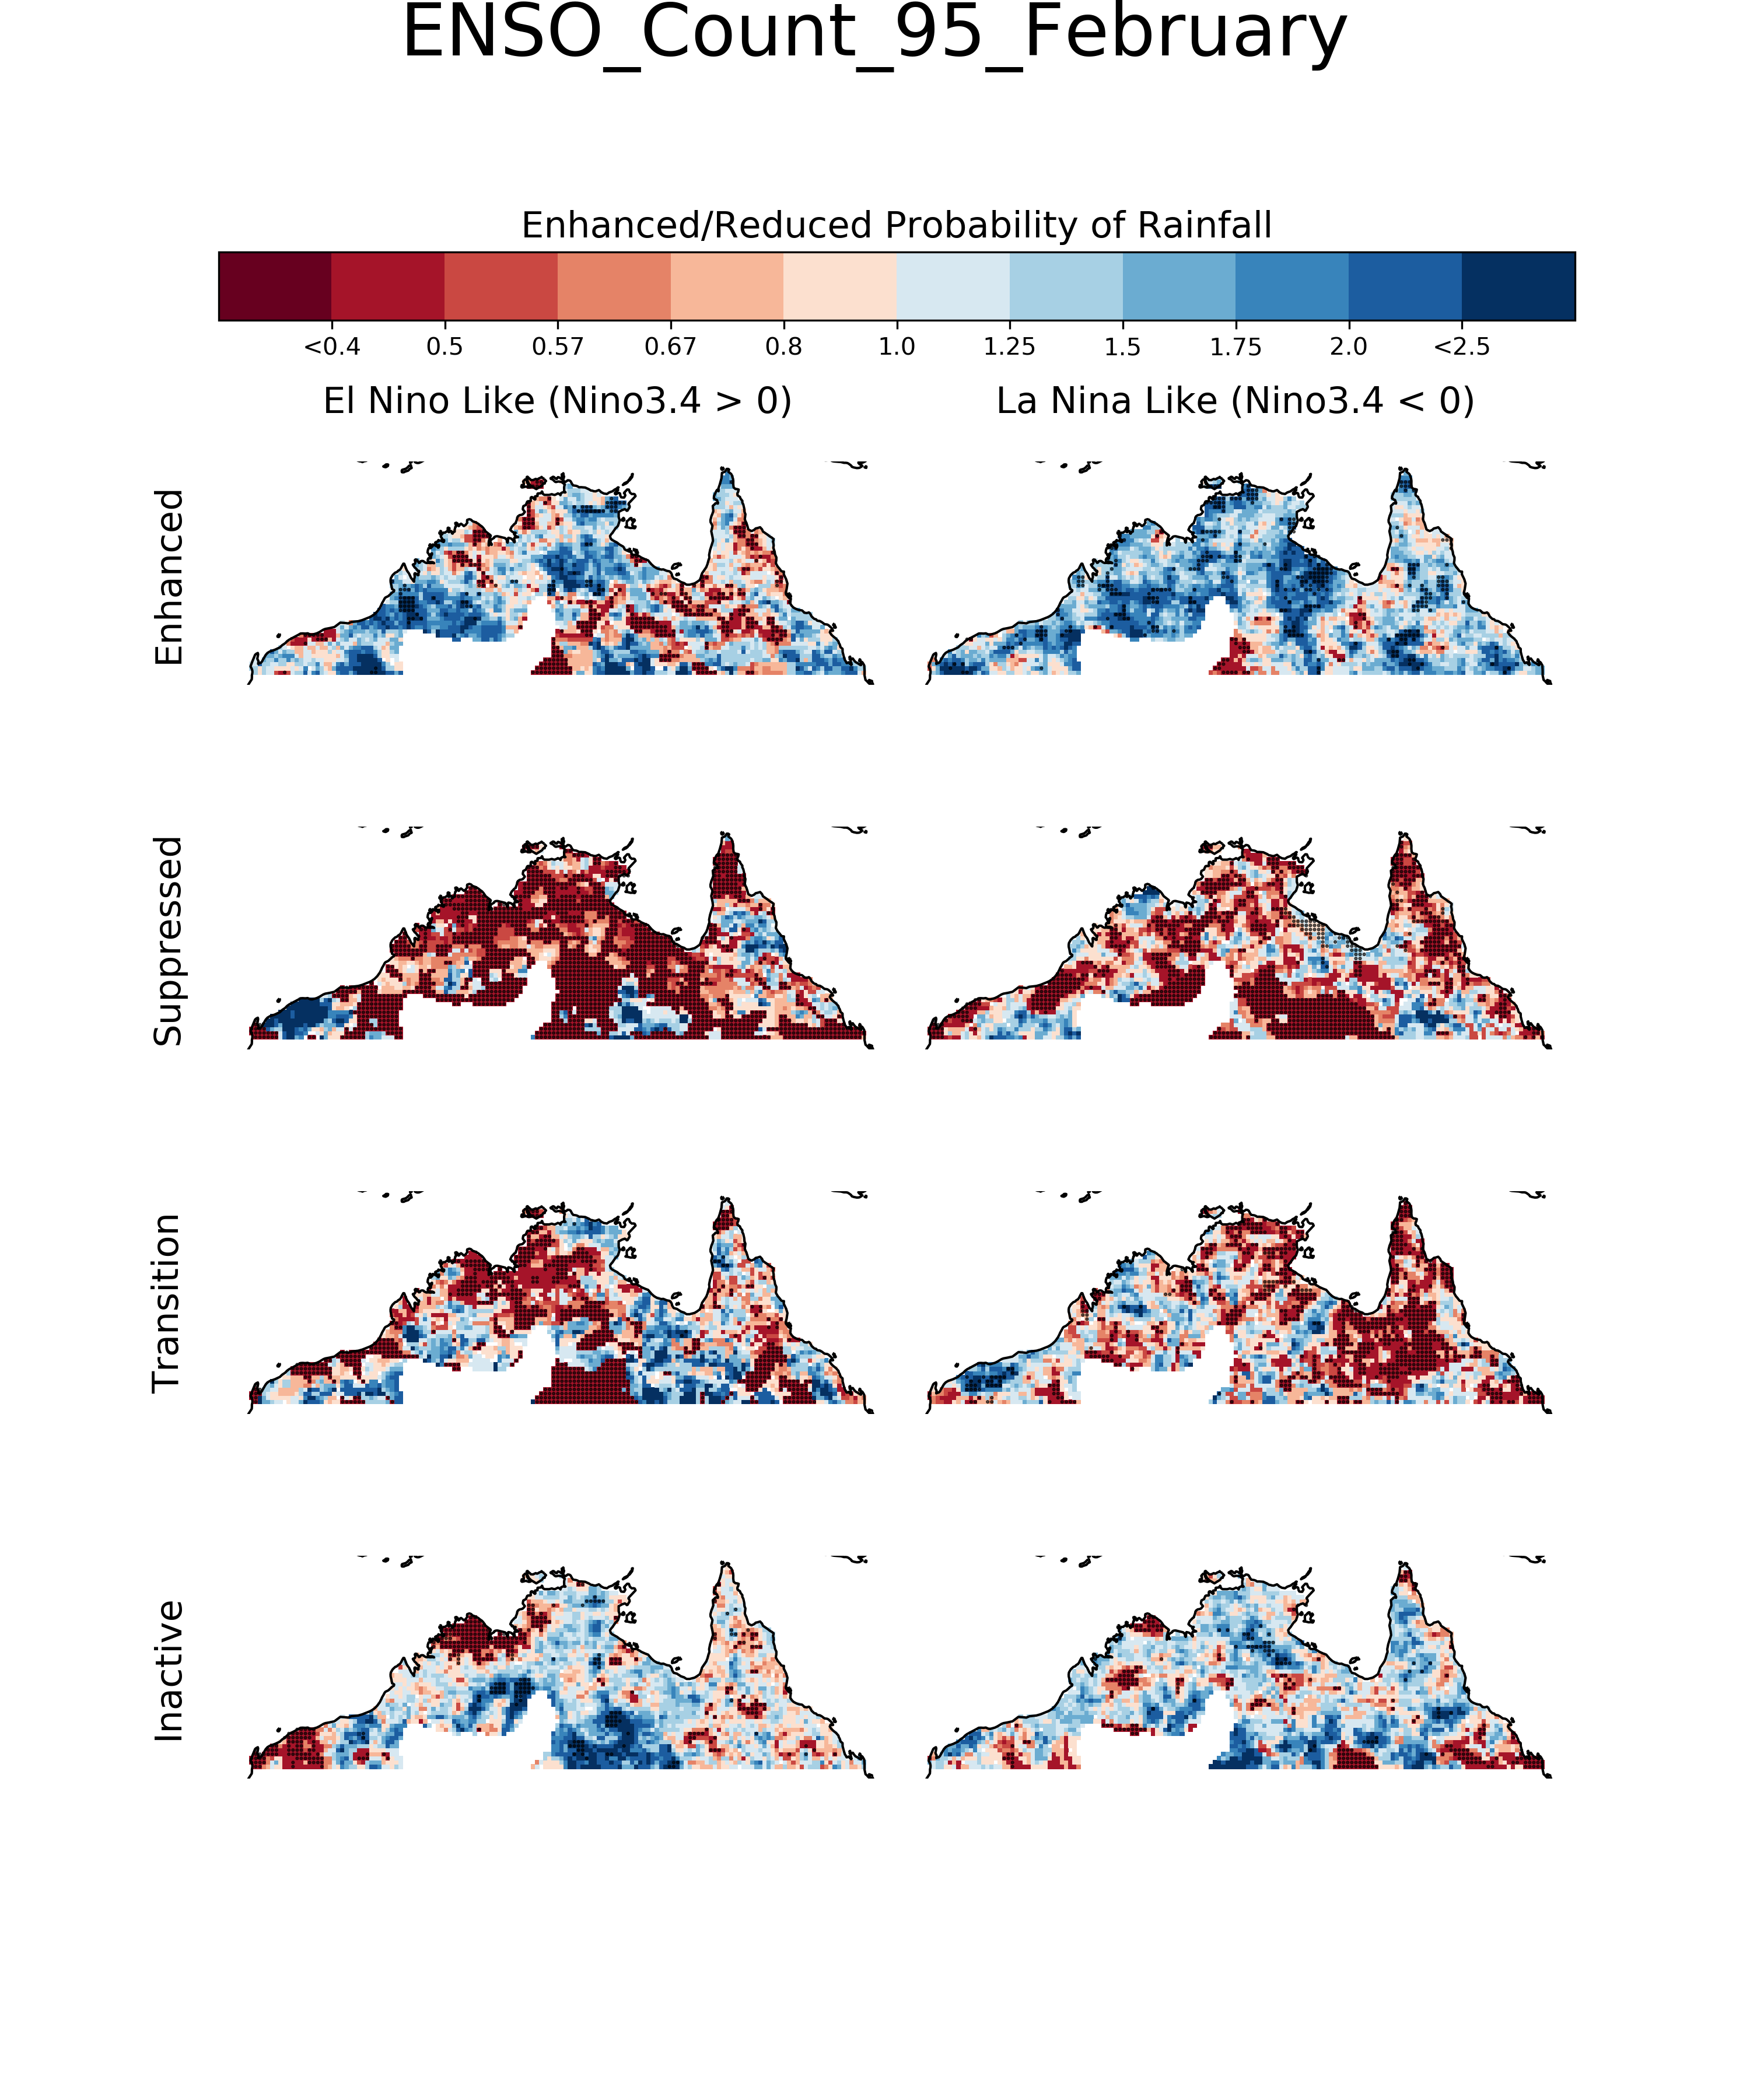 ENSO_Count_95_February
Enhanced/Reduced Probability of Rainfall
<0.4 0.5 0.57 0.67 0.8 1.0 1.25 1.5 1.75 2.0 <2.5
El Nino Like (Nino3.4 > 0) La Nina Like (Nino3.4 < 0)
Enhanced
Suppressed
Transition
Inactive